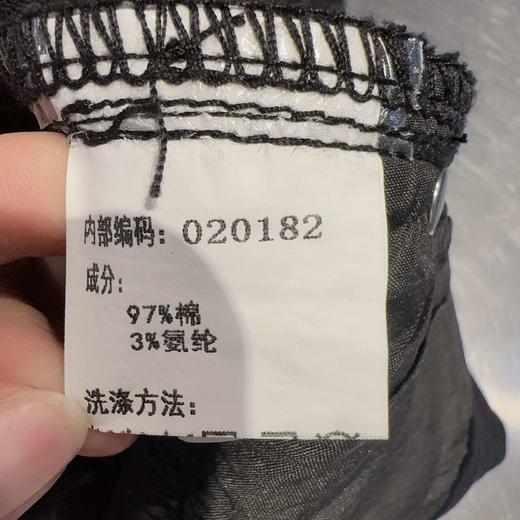 内部编码: 020182
成分:
97%棉
3%氨纶
洗涤方法: